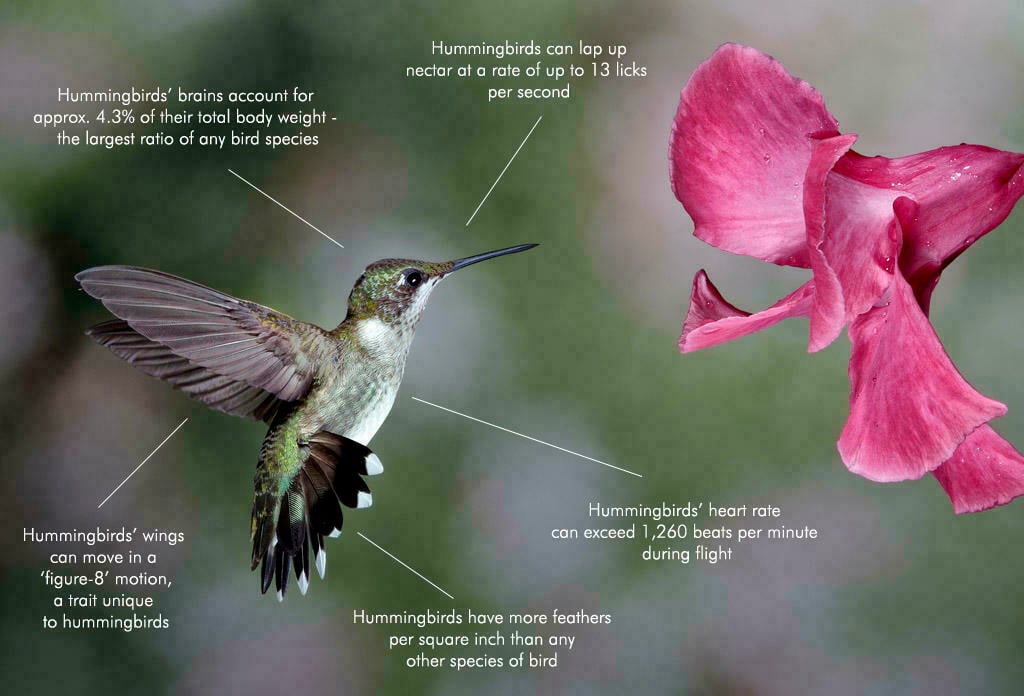 Hummingbirds can lap up
nectar at a rate of up to 13 licks
per second
Hummingbirds’ brains account for
approx. 4.3% of their total body weight -
the largest ratio of any bird species
Hummingbirds’ heart rate
can exceed 1,260 beats per minute
during flight
Hummingbirds’ wings
can move in a
‘figure-8’ motion,
a trait unique
to hummingbirds
Hummingbirds have more feathers
per square inch than any
other species of bird